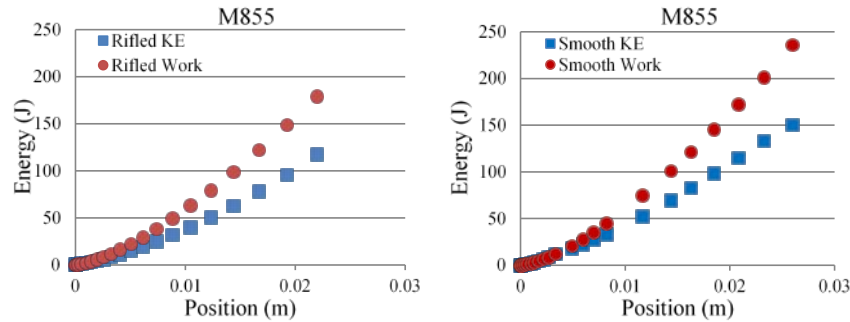 M855
250
200
150
100
50
0
Energy (J)
Rifled KE
Rifled Work
0
0.01
0.02
0.03
Position (m)
M855
250
200
150
100
50
0
Energy (J)
Smooth KE
Smooth Work
0
0.01
0.02
0.03
Position (m)